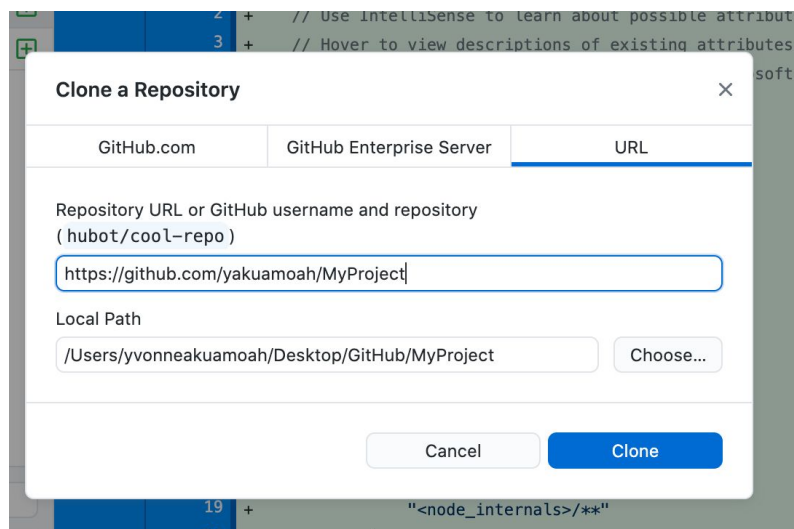 2 + // Use IntelliSense to learn about possible attribut
3 + // Hover to view descriptions of existing attributes
soft
Clone a Repository
GitHub.com GitHub Enterprise Server URL
Repository URL or GitHub username and repository
(hubot/cool-repo)
https://github.com/yakuamoah/MyProject
Local Path
/Users/yvonneakuamoah/Desktop/GitHub/MyProject Choose...
Cancel Clone
19 + "<node_internals>/**"